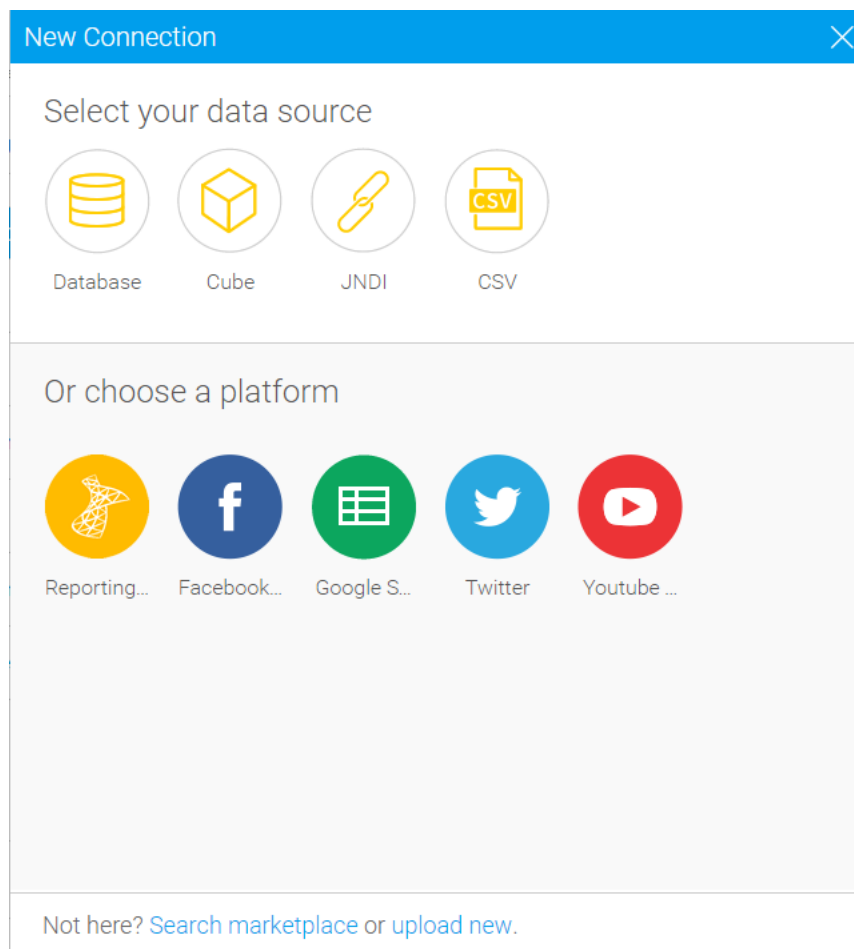 New Connection
Select your data source
CSV
Database Cube JNDI CSV
Or choose a platform
f
Reporting... Facebook... Google S... Twitter Youtube ...
Not here? Search marketplace or upload new.